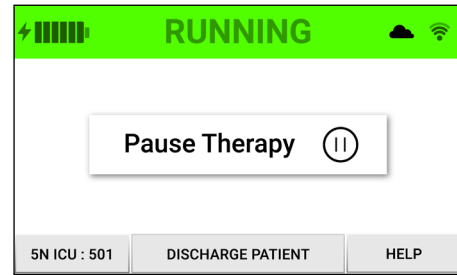 RUNNING
Pause Therapy
5N ICU : 501 DISCHARGE PATIENT HELP